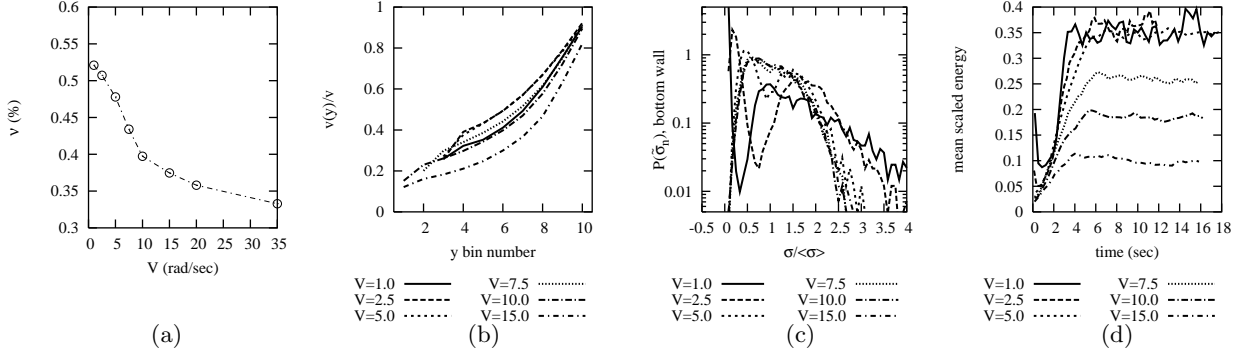 0.6
0.55
0.5
0.45
0.4
0.35
0.3
ν (%)
0 5 10 15 20 25 30 35
V (rad/sec)
(a)
1
0.8
0.6
0.4
0.2
0
v(y)/v
2 4 6 8 10
y bin number
V=1.0
V=2.5
V=5.0
V=7.5
V=10.0
V=15.0
(b)
1
0.1
0.01
P(σ̃n), bottom wall
-0.5 0 0.5 1 1.5 2 2.5 3 3.5 4
σ/<σ>
V=1.0
V=2.5
V=5.0
V=7.5
V=10.0
V=15.0
(c)
0.4
0.35
0.3
0.25
0.2
0.15
0.1
0.05
0
mean scaled energy
0 2 4 6 8 10 12 14 16 18
time (sec)
V=1.0
V=2.5
V=5.0
V=7.5
V=10.0
V=15.0
(d)